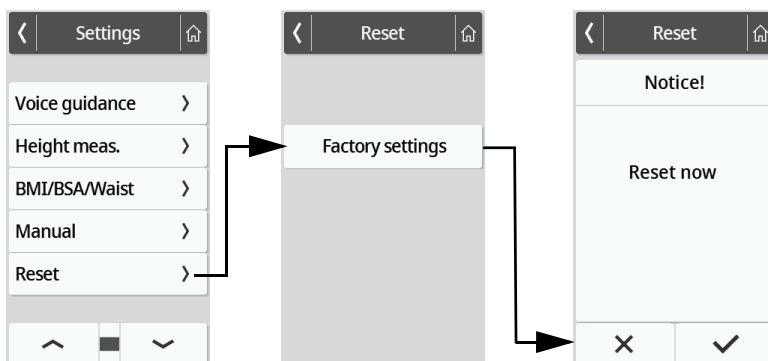 Settings
Voice guidance
Height meas.
BMI/BSA/Waist
Manual
Reset
Reset
Factory settings
Reset
Notice!
Reset now